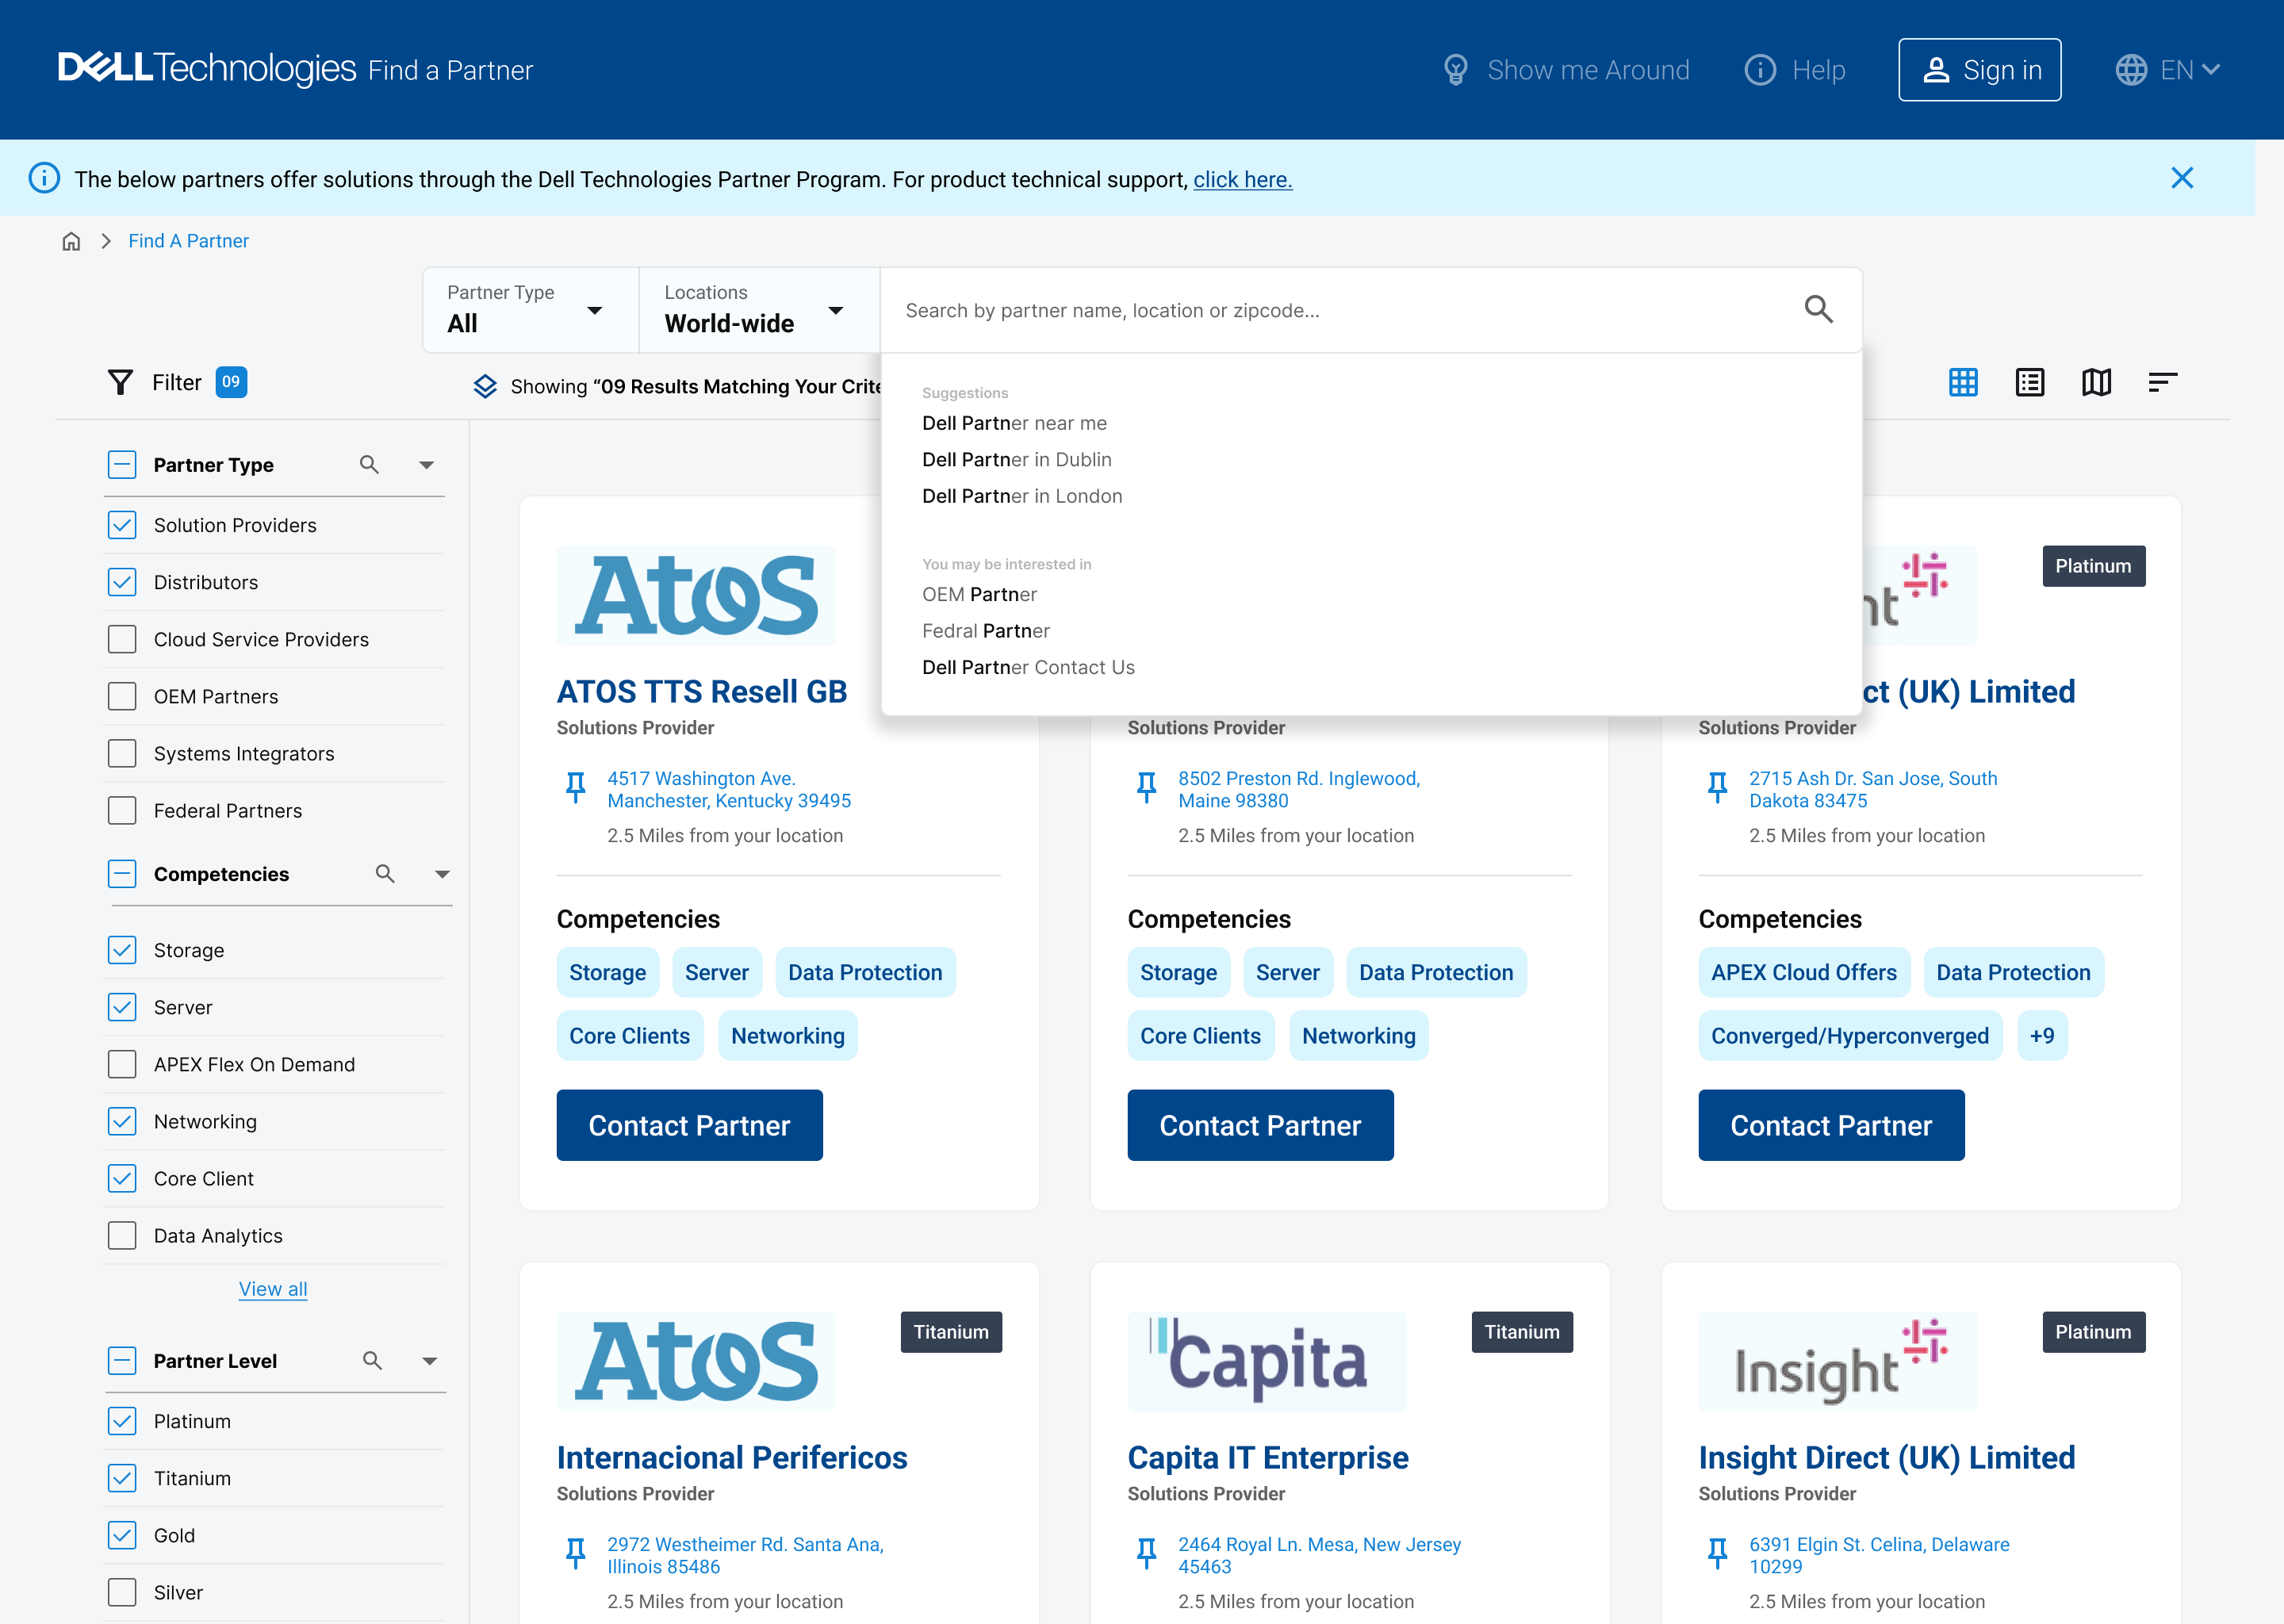 DELLTechnologies Find a Partner
Show me Around
Help
Sign in
EN
The below partners offer solutions through the Dell Technologies Partner Program. For product technical support, click here.
Find A Partner
Partner Type
All
Locations
World-wide
Search by partner name, location or zipcode...
Filter 09
Showing “09 Results Matching Your Crite
Suggestions
Dell Partner near me
Dell Partner in Dublin
Dell Partner in London
You may be interested in
OEM Partner
Fedral Partner
Dell Partner Contact Us
Partner Type
Solution Providers
Distributors
Cloud Service Providers
OEM Partners
Systems Integrators
Federal Partners
Competencies
Storage
Server
APEX Flex On Demand
Networking
Core Client
Data Analytics
View all
Partner Level
Platinum
Titanium
Gold
Silver
Atos
ATOS TTS Resell GB
Solutions Provider
4517 Washington Ave.
Manchester, Kentucky 39495
2.5 Miles from your location
Competencies
Storage Server Data Protection
Core Clients Networking
Contact Partner
Solutions Provider
8502 Preston Rd. Inglewood,
Maine 98380
2.5 Miles from your location
Competencies
Storage Server Data Protection
Core Clients Networking
Contact Partner
ht
Platinum
ct (UK) Limited
Solutions Provider
2715 Ash Dr. San Jose, South
Dakota 83475
2.5 Miles from your location
Competencies
APEX Cloud Offers Data Protection
Converged/Hyperconverged +9
Contact Partner
Atos
Titanium
Internacional Perifericos
Solutions Provider
2972 Westheimer Rd. Santa Ana,
Illinois 85486
2.5 Miles from your location
Capita
Titanium
Capita IT Enterprise
Solutions Provider
2464 Royal Ln. Mesa, New Jersey
45463
2.5 Miles from your location
Insight
Platinum
Insight Direct (UK) Limited
Solutions Provider
6391 Elgin St. Celina, Delaware
10299
2.5 Miles from your location